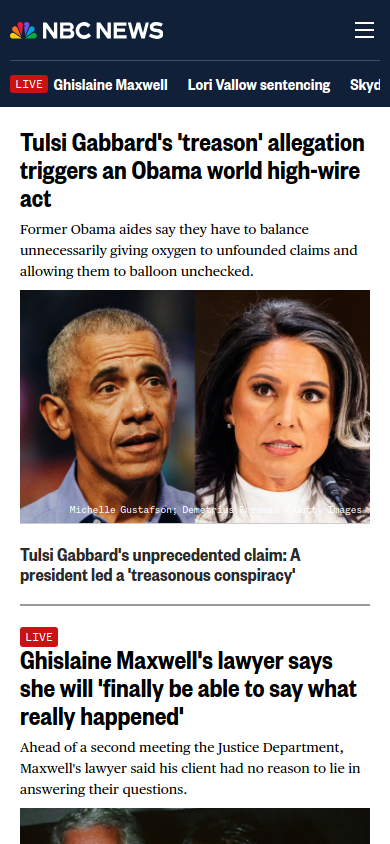 NBC NEWS
LIVE Ghislaine Maxwell Lori Vallow sentencing
Tulsi Gabbard's 'treason' allegation
triggers an Obama world high-wire
act
Former Obama aides say they have to balance
unnecessarily giving oxygen to unfounded claims and
allowing them to balloon unchecked.
Michelle Gustafson; Images
Tulsi Gabbard's unprecedented claim: A
president led a 'treasonous conspiracy'
LIVE
Ghislaine Maxwell's lawyer says
she will 'finally be able to say what
really happened'
Ahead of a second meeting the Justice Department,
Maxwell's lawyer said his client had no reason to lie in
answering their questions.